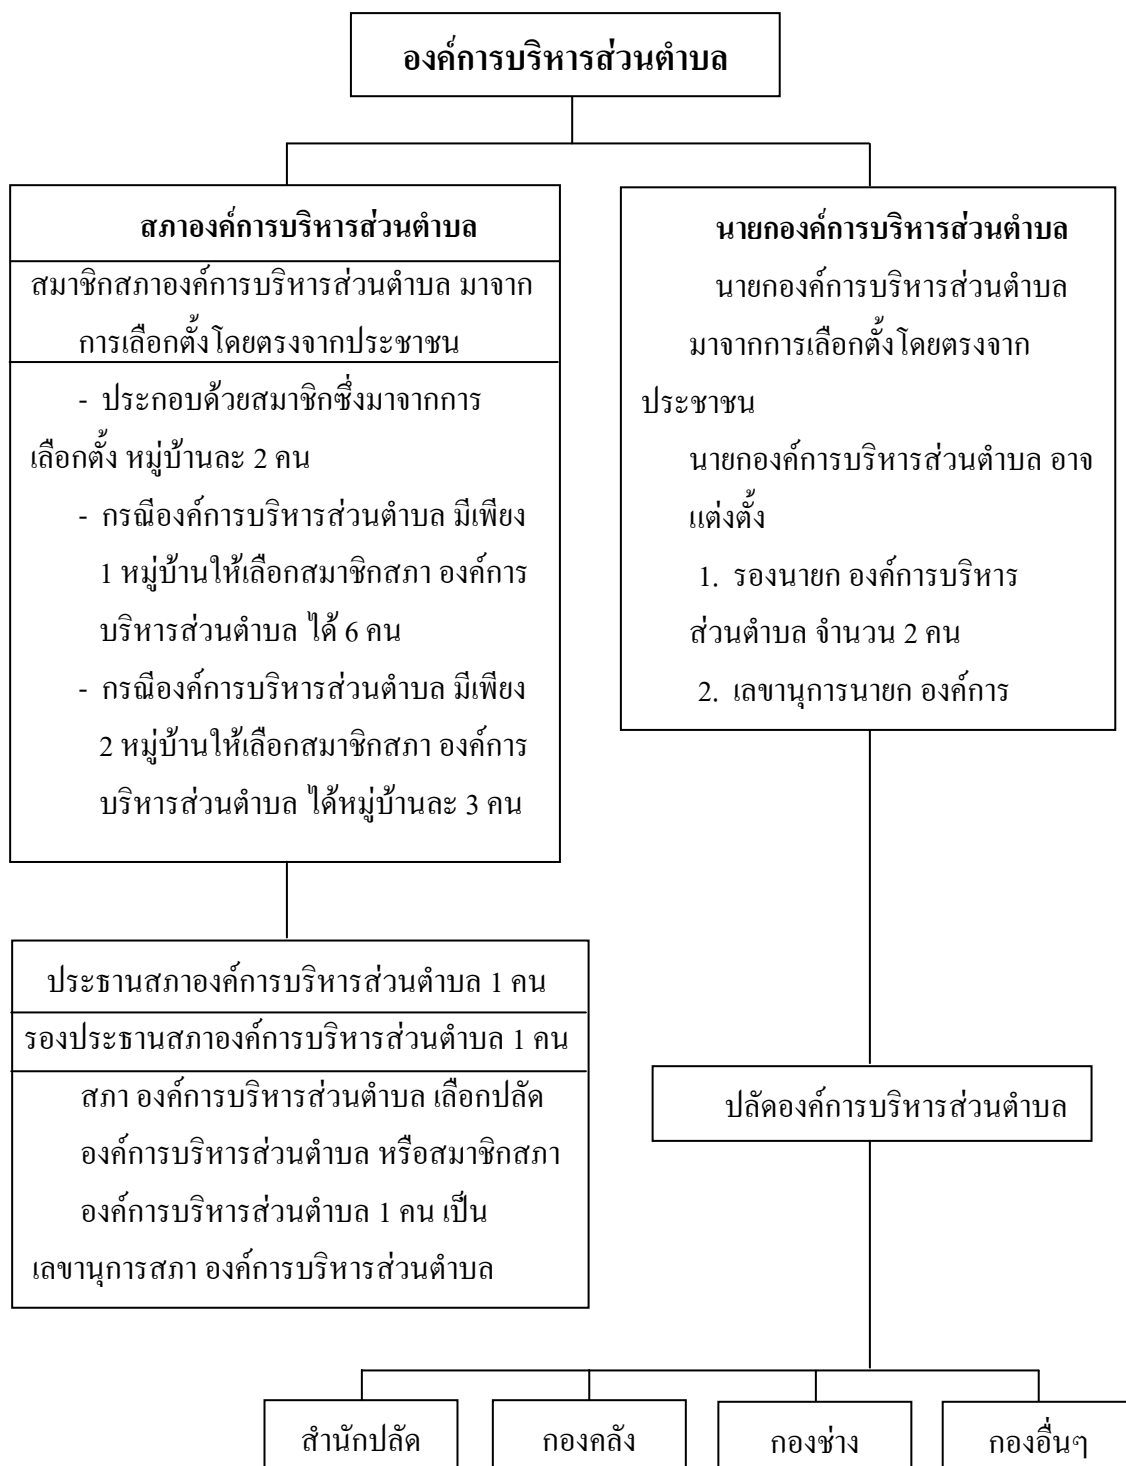 องค์การบริหารส่วนตำบล
สภาองค์การบริหารส่วนตำบล
สมาชิกสภาองค์การบริหารส่วนตำบล มาจาก
การเลือกตั้งโดยตรงจากประชาชน
- ประกอบด้วยสมาชิกซึ่งมาจากการ
เลือกตั้ง หมู่บ้านละ 2 คน
- กรณีองค์การบริหารส่วนตำบล มีเพียง
1 หมู่บ้านให้เลือกสมาชิกสภา องค์การ
บริหารส่วนตำบล ได้ 6 คน
- กรณีองค์การบริหารส่วนตำบล มีเพียง
2 หมู่บ้านให้เลือกสมาชิกสภา องค์การ
บริหารส่วนตำบล ได้หมู่บ้านละ 3 คน
นายกองค์การบริหารส่วนตำบล
นายกองค์การบริหารส่วนตำบล
มาจากการเลือกตั้งโดยตรงจาก
ประชาชน
นายกองค์การบริหารส่วนตำบล อาจ
แต่งตั้ง
1. รองนายก องค์การบริหาร
ส่วนตำบล จำนวน 2 คน
2. เลขานุการนายก องค์การ
ประธานสภาองค์การบริหารส่วนตำบล 1 คน
รองประธานสภาองค์การบริหารส่วนตำบล 1 คน
สภา องค์การบริหารส่วนตำบล เลือกปลัด
องค์การบริหารส่วนตำบล หรือสมาชิกสภา
องค์การบริหารส่วนตำบล 1 คน เป็น
เลขานุการสภา องค์การบริหารส่วนตำบล
ปลัดองค์การบริหารส่วนตำบล
สำนักปลัด
กองคลัง
กองช่าง
กองอื่นๆ